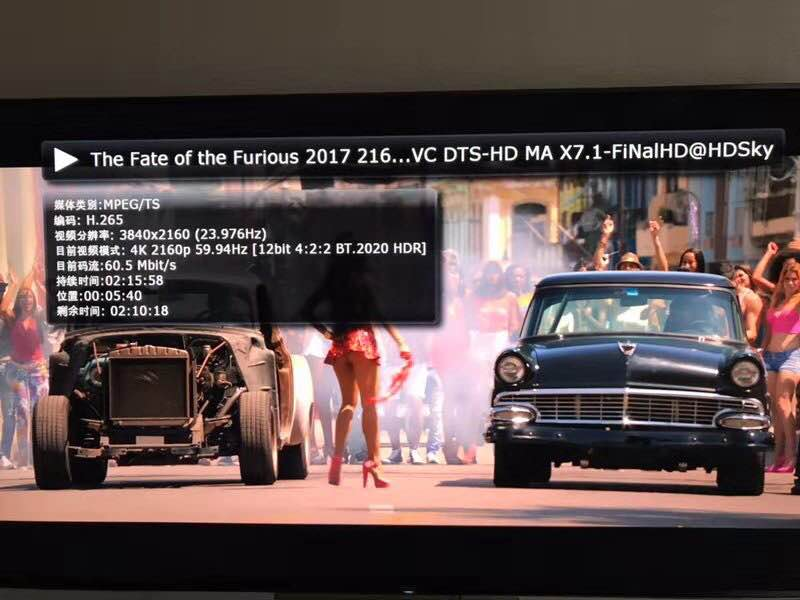 The Fate of the Furious 2017 216...VC DTS-HD MA X7.1-FiNalHD@HDSky
媒体类别:MPEG/TS
编码: H.265
视频分辨率: 3840x2160 (23.976Hz)
目前视频模式: 4K 2160p 59.94Hz [12bit 4:2:2 BT.2020 HDR]
目前码流:60.5 Mbit/s
持续时间:02:15:58
位置:00:05:40
剩余时间: 02:10:18